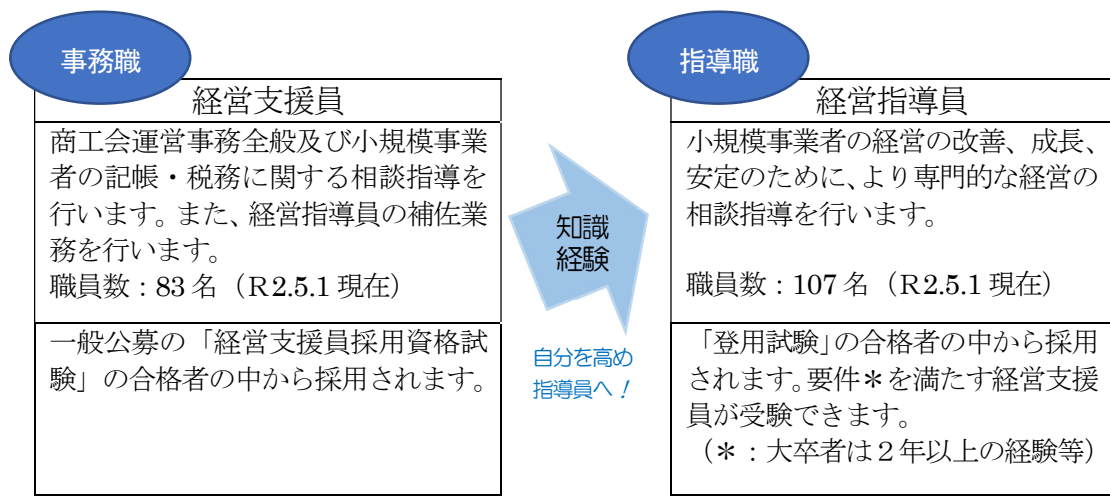 事務職
経営支援員
商工会運営事務全般及び小規模事業
者の記帳・税務に関する相談指導を
行います。また、経営指導員の補佐業
務を行います。
職員数：83名（Ｒ2.5.1現在）
一般公募の「経営支援員採用資格試
験」の合格者の中から採用されます。
知識
経験
自分を高め
指導員へ！
指導職
経営指導員
小規模事業者の経営の改善、成長、
安定のために、より専門的な経営の
相談指導を行います。
職員数：107名（Ｒ2.5.1現在）
「登用試験」の合格者の中から採用
されます。要件＊を満たす経営支援
員が受験できます。
（＊：大卒者は２年以上の経験等）